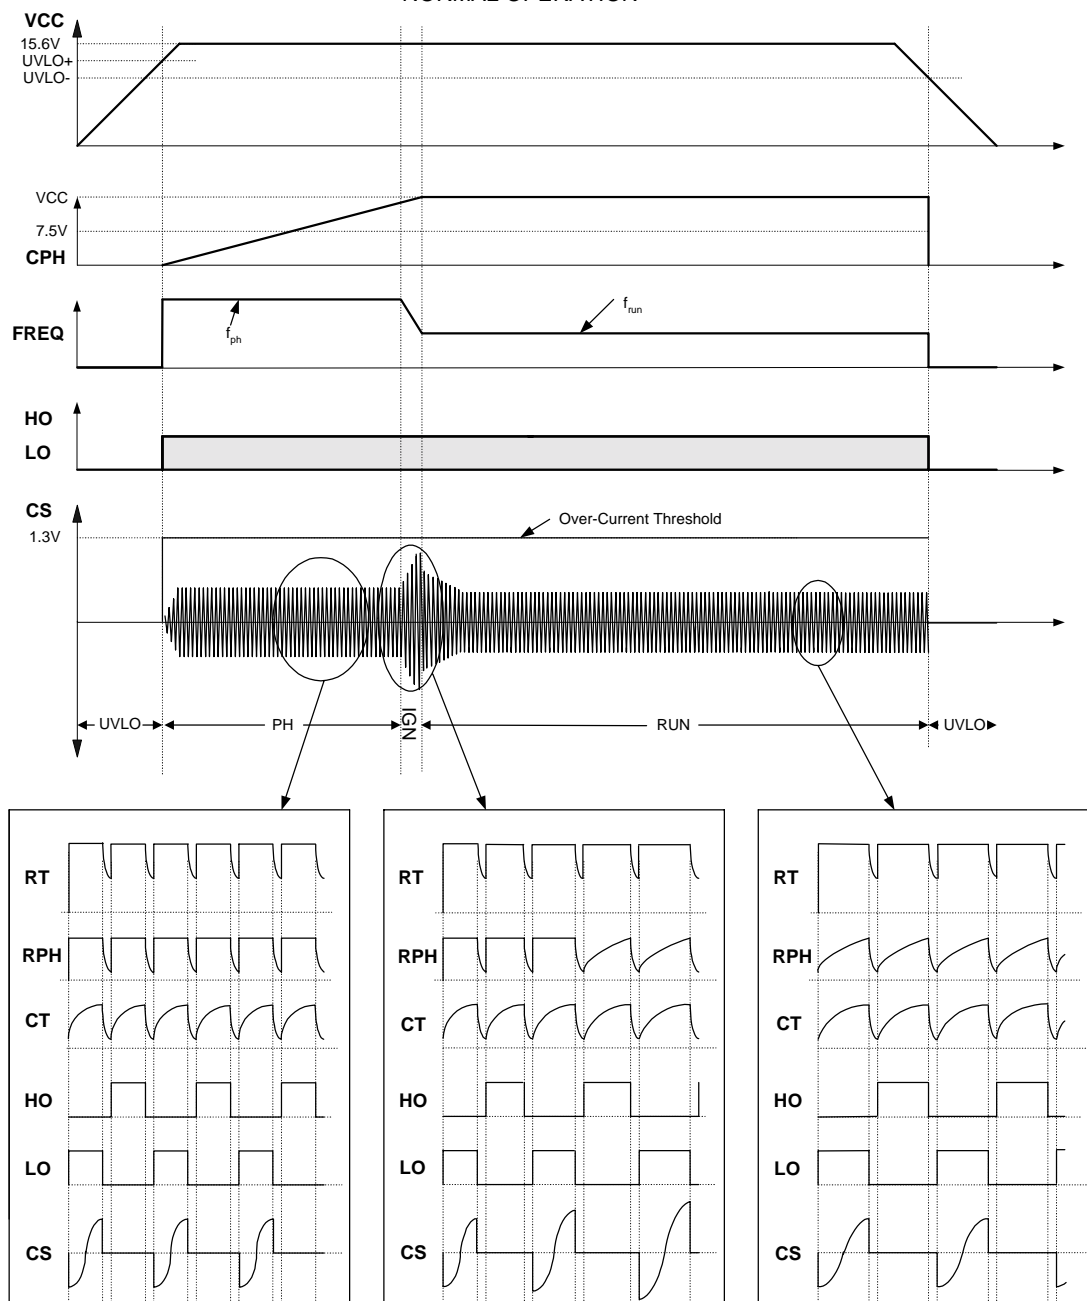 NORMAL OPERATION
VCC
15.6V
UVLO+
UVLO-
VCC
7.5V
CPH
FREQ
fph
frun
HO
LO
CS
1.3V
Over-Current Threshold
UVLO
PH
IGN
RUN
UVLO
RT
RPH
CT
HO
LO
CS
RT
RPH
CT
HO
LO
CS
RT
RPH
CT
HO
LO
CS